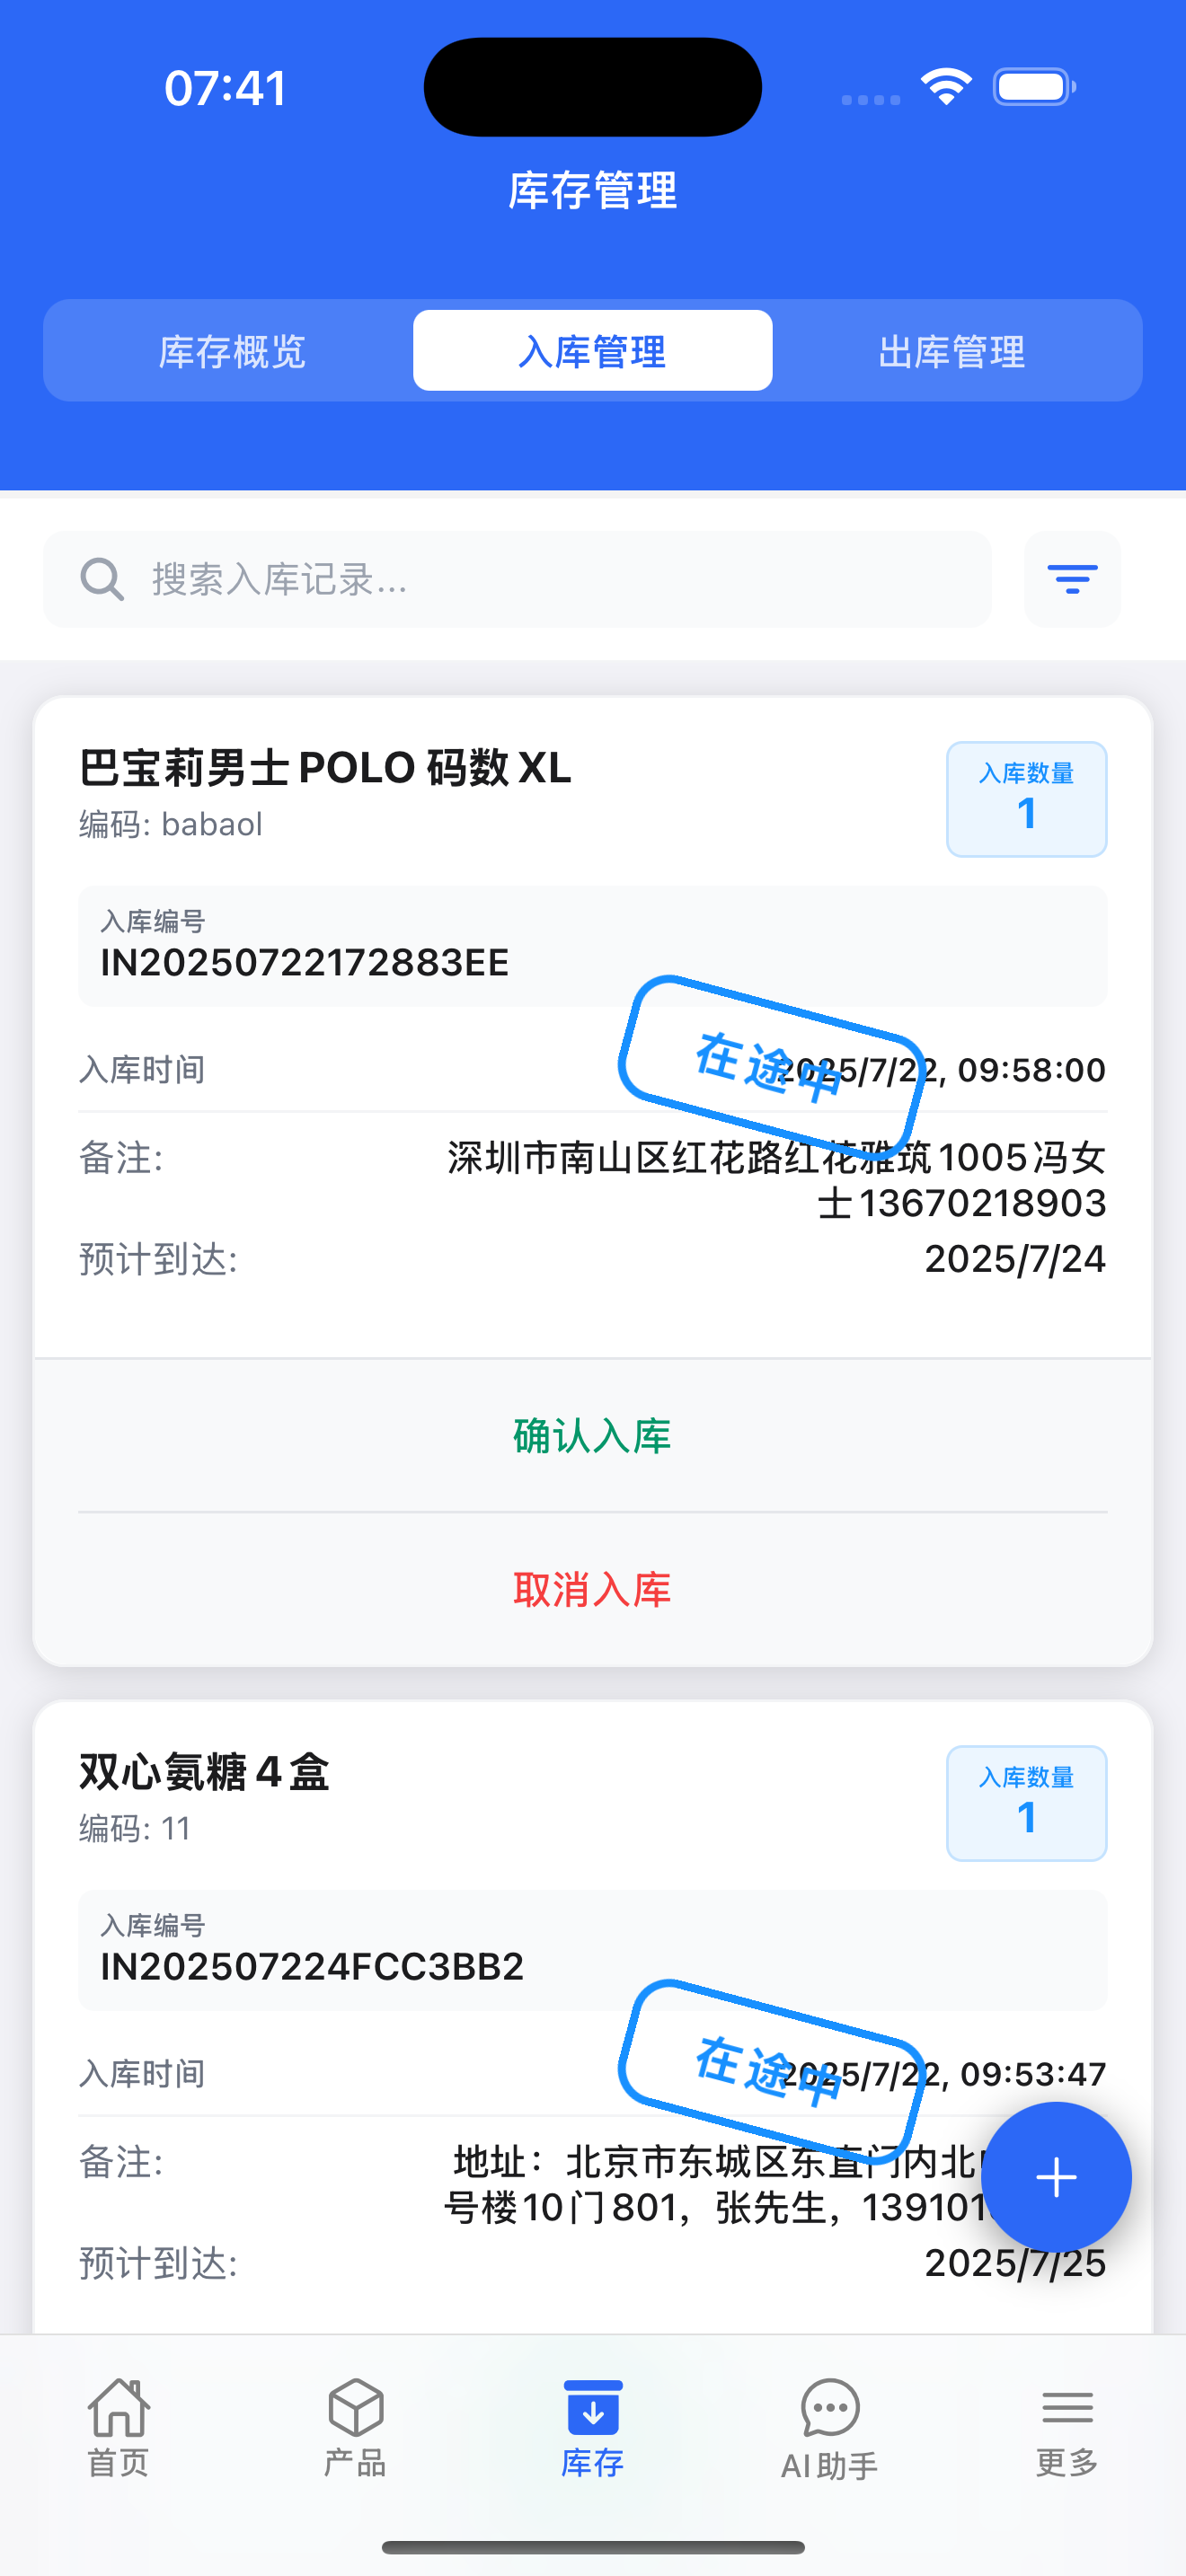 07:41
库存管理
库存概览
入库管理
出库管理
搜索入库记录...
巴宝莉男士POLO 码数XL
编码: babaol
入库数量
1
入库编号
IN20250722172883EE
在途中
入库时间
2025/7/22, 09:58:00
备注:
深圳市南山区红花路红花雅筑1005冯女
士13670218903
预计到达:
2025/7/24
确认入库
取消入库
双心氨糖4盒
编码: 11
入库数量
1
入库编号
IN202507224FCC3BB2
在途中
入库时间
2025/7/22, 09:53:47
备注:
地址：北京市东城区东直门内北
号楼10门801，张先生，139101
预计到达:
2025/7/25
首页
产品
库存
AI助手
更多